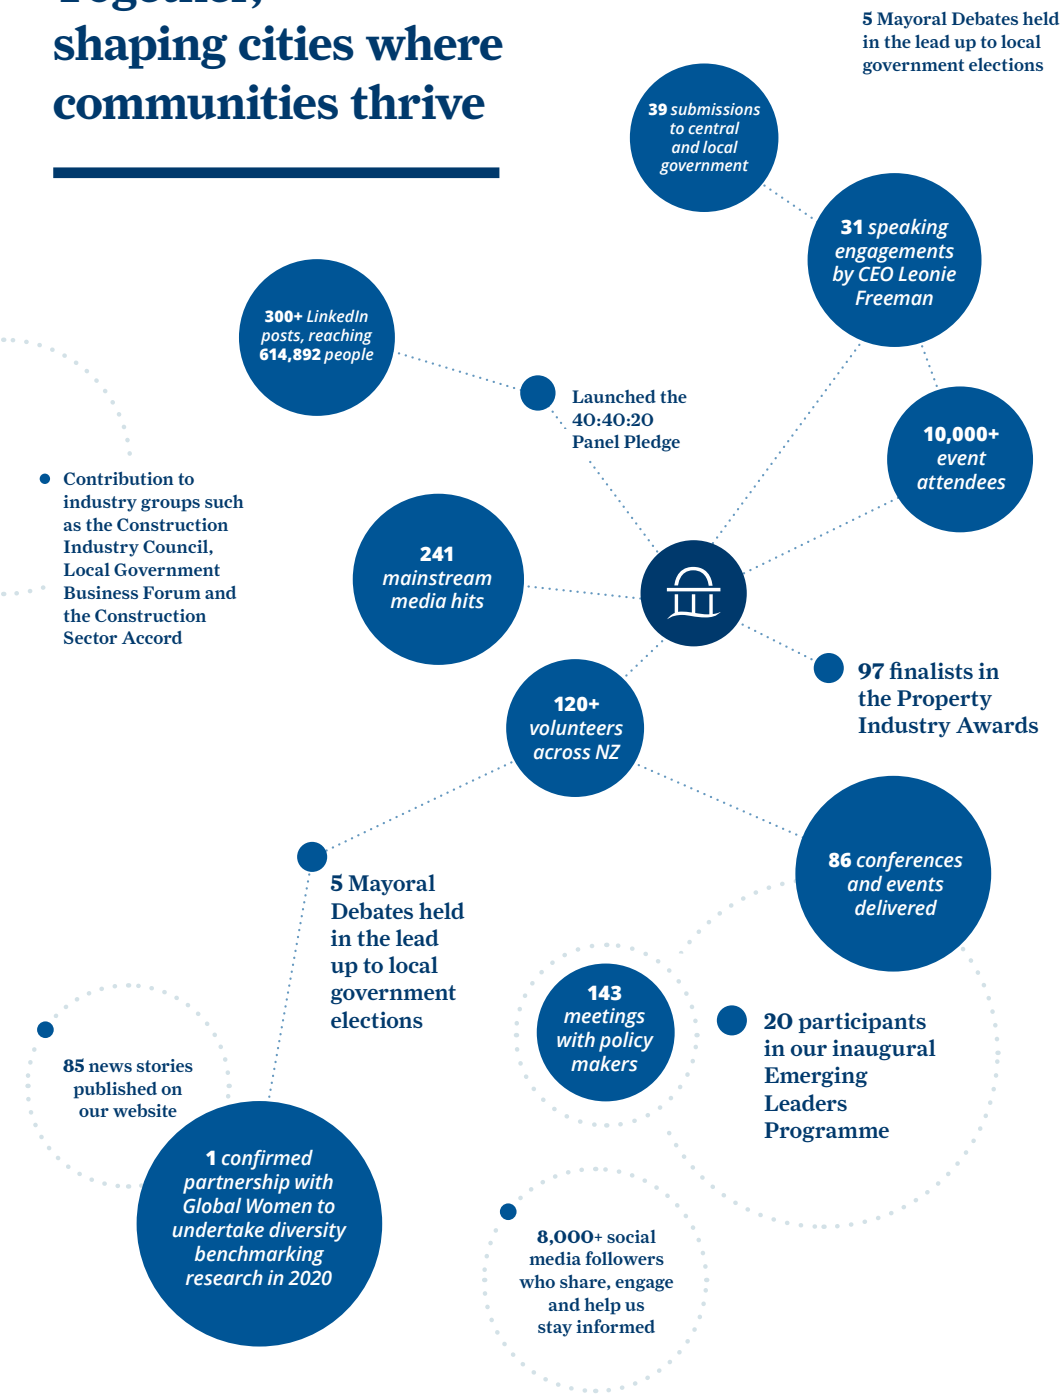 Together,
shaping cities where
communities thrive
5 Mayoral Debates held
in the lead up to local
government elections
39 submissions
to central
and local
government
31 speaking
engagements
by CEO Leonie
Freeman
300+ LinkedIn
posts, reaching
614,892 people
Launched the
40:40:20
Panel Pledge
10,000+
event
attendees
Contribution to
industry groups such
as the Construction
Industry Council,
Local Government
Business Forum and
the Construction
Sector Accord
241
mainstream
media hits
97 finalists in
the Property
Industry Awards
120+
volunteers
across NZ
86 conferences
and events
delivered
5 Mayoral
Debates held
in the lead
up to local
government
elections
143
meetings
with policy
makers
20 participants
in our inaugural
Emerging
Leaders
Programme
85 news stories
published on
our website
1 confirmed
partnership with
Global Women to
undertake diversity
benchmarking
research in 2020
8,000+ social
media followers
who share, engage
and help us
stay informed